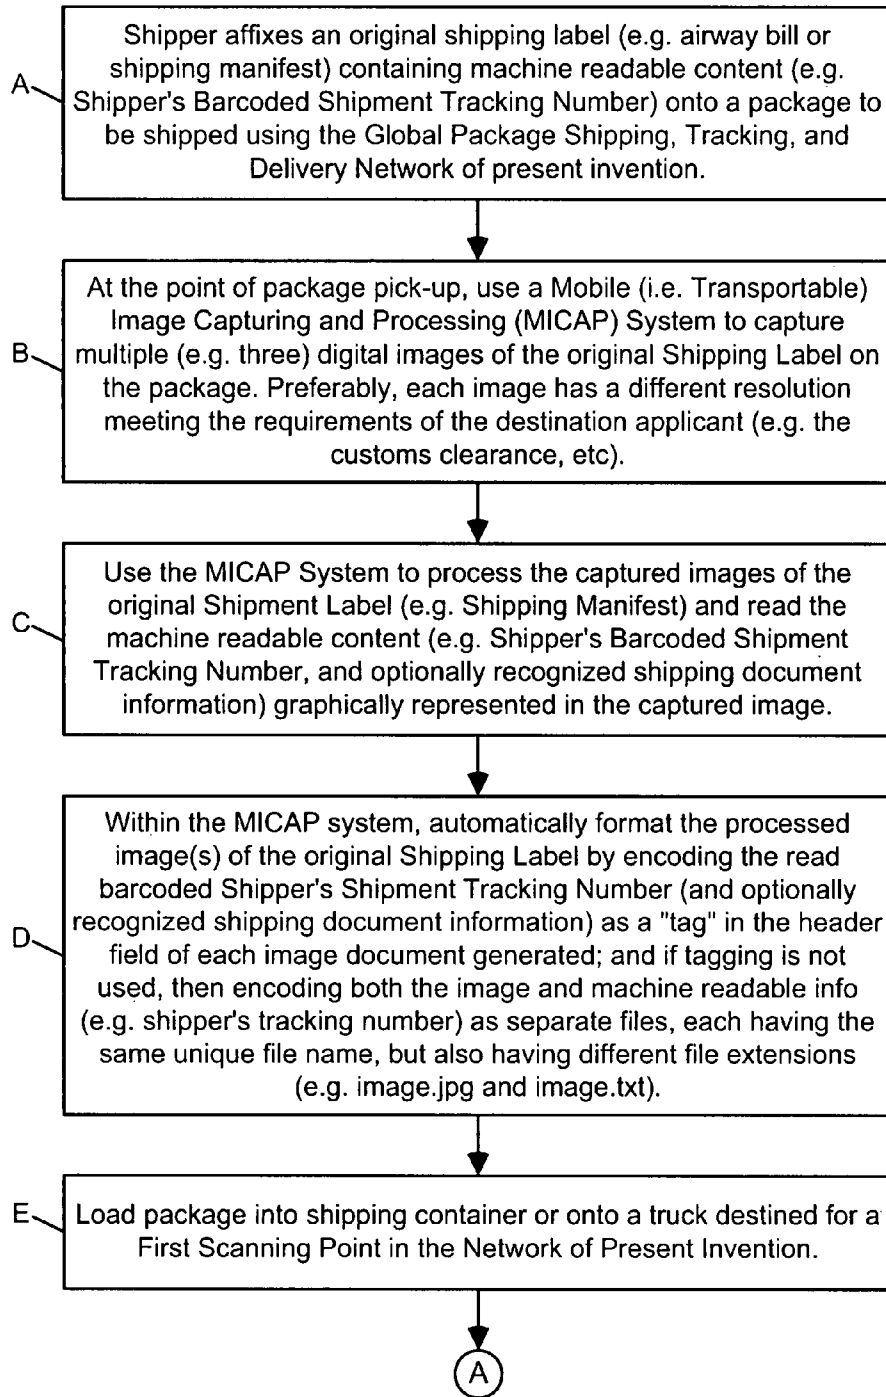 A
Shipper affixes an original shipping label (e.g. airway bill or
shipping manifest) containing machine readable content (e.g.
Shipper's Barcoded Shipment Tracking Number) onto a package to
be shipped using the Global Package Shipping, Tracking, and
Delivery Network of present invention.
B
At the point of package pick-up, use a Mobile (i.e. Transportable)
Image Capturing and Processing (MICAP) System to capture
multiple (e.g. three) digital images of the original Shipping Label on
the package. Preferably, each image has a different resolution
meeting the requirements of the destination applicant (e.g. the
customs clearance, etc).
C
Use the MICAP System to process the captured images of the
original Shipment Label (e.g. Shipping Manifest) and read the
machine readable content (e.g. Shipper's Barcoded Shipment
Tracking Number, and optionally recognized shipping document
information) graphically represented in the captured image.
D
Within the MICAP system, automatically format the processed
image(s) of the original Shipping Label by encoding the read
barcoded Shipper's Shipment Tracking Number (and optionally
recognized shipping document information) as a "tag" in the header
field of each image document generated; and if tagging is not
used, then encoding both the image and machine readable info
(e.g. shipper's tracking number) as separate files, each having the
same unique file name, but also having different file extensions
(e.g. image.jpg and image.txt).
E
Load package into shipping container or onto a truck destined for a
First Scanning Point in the Network of Present Invention.
A